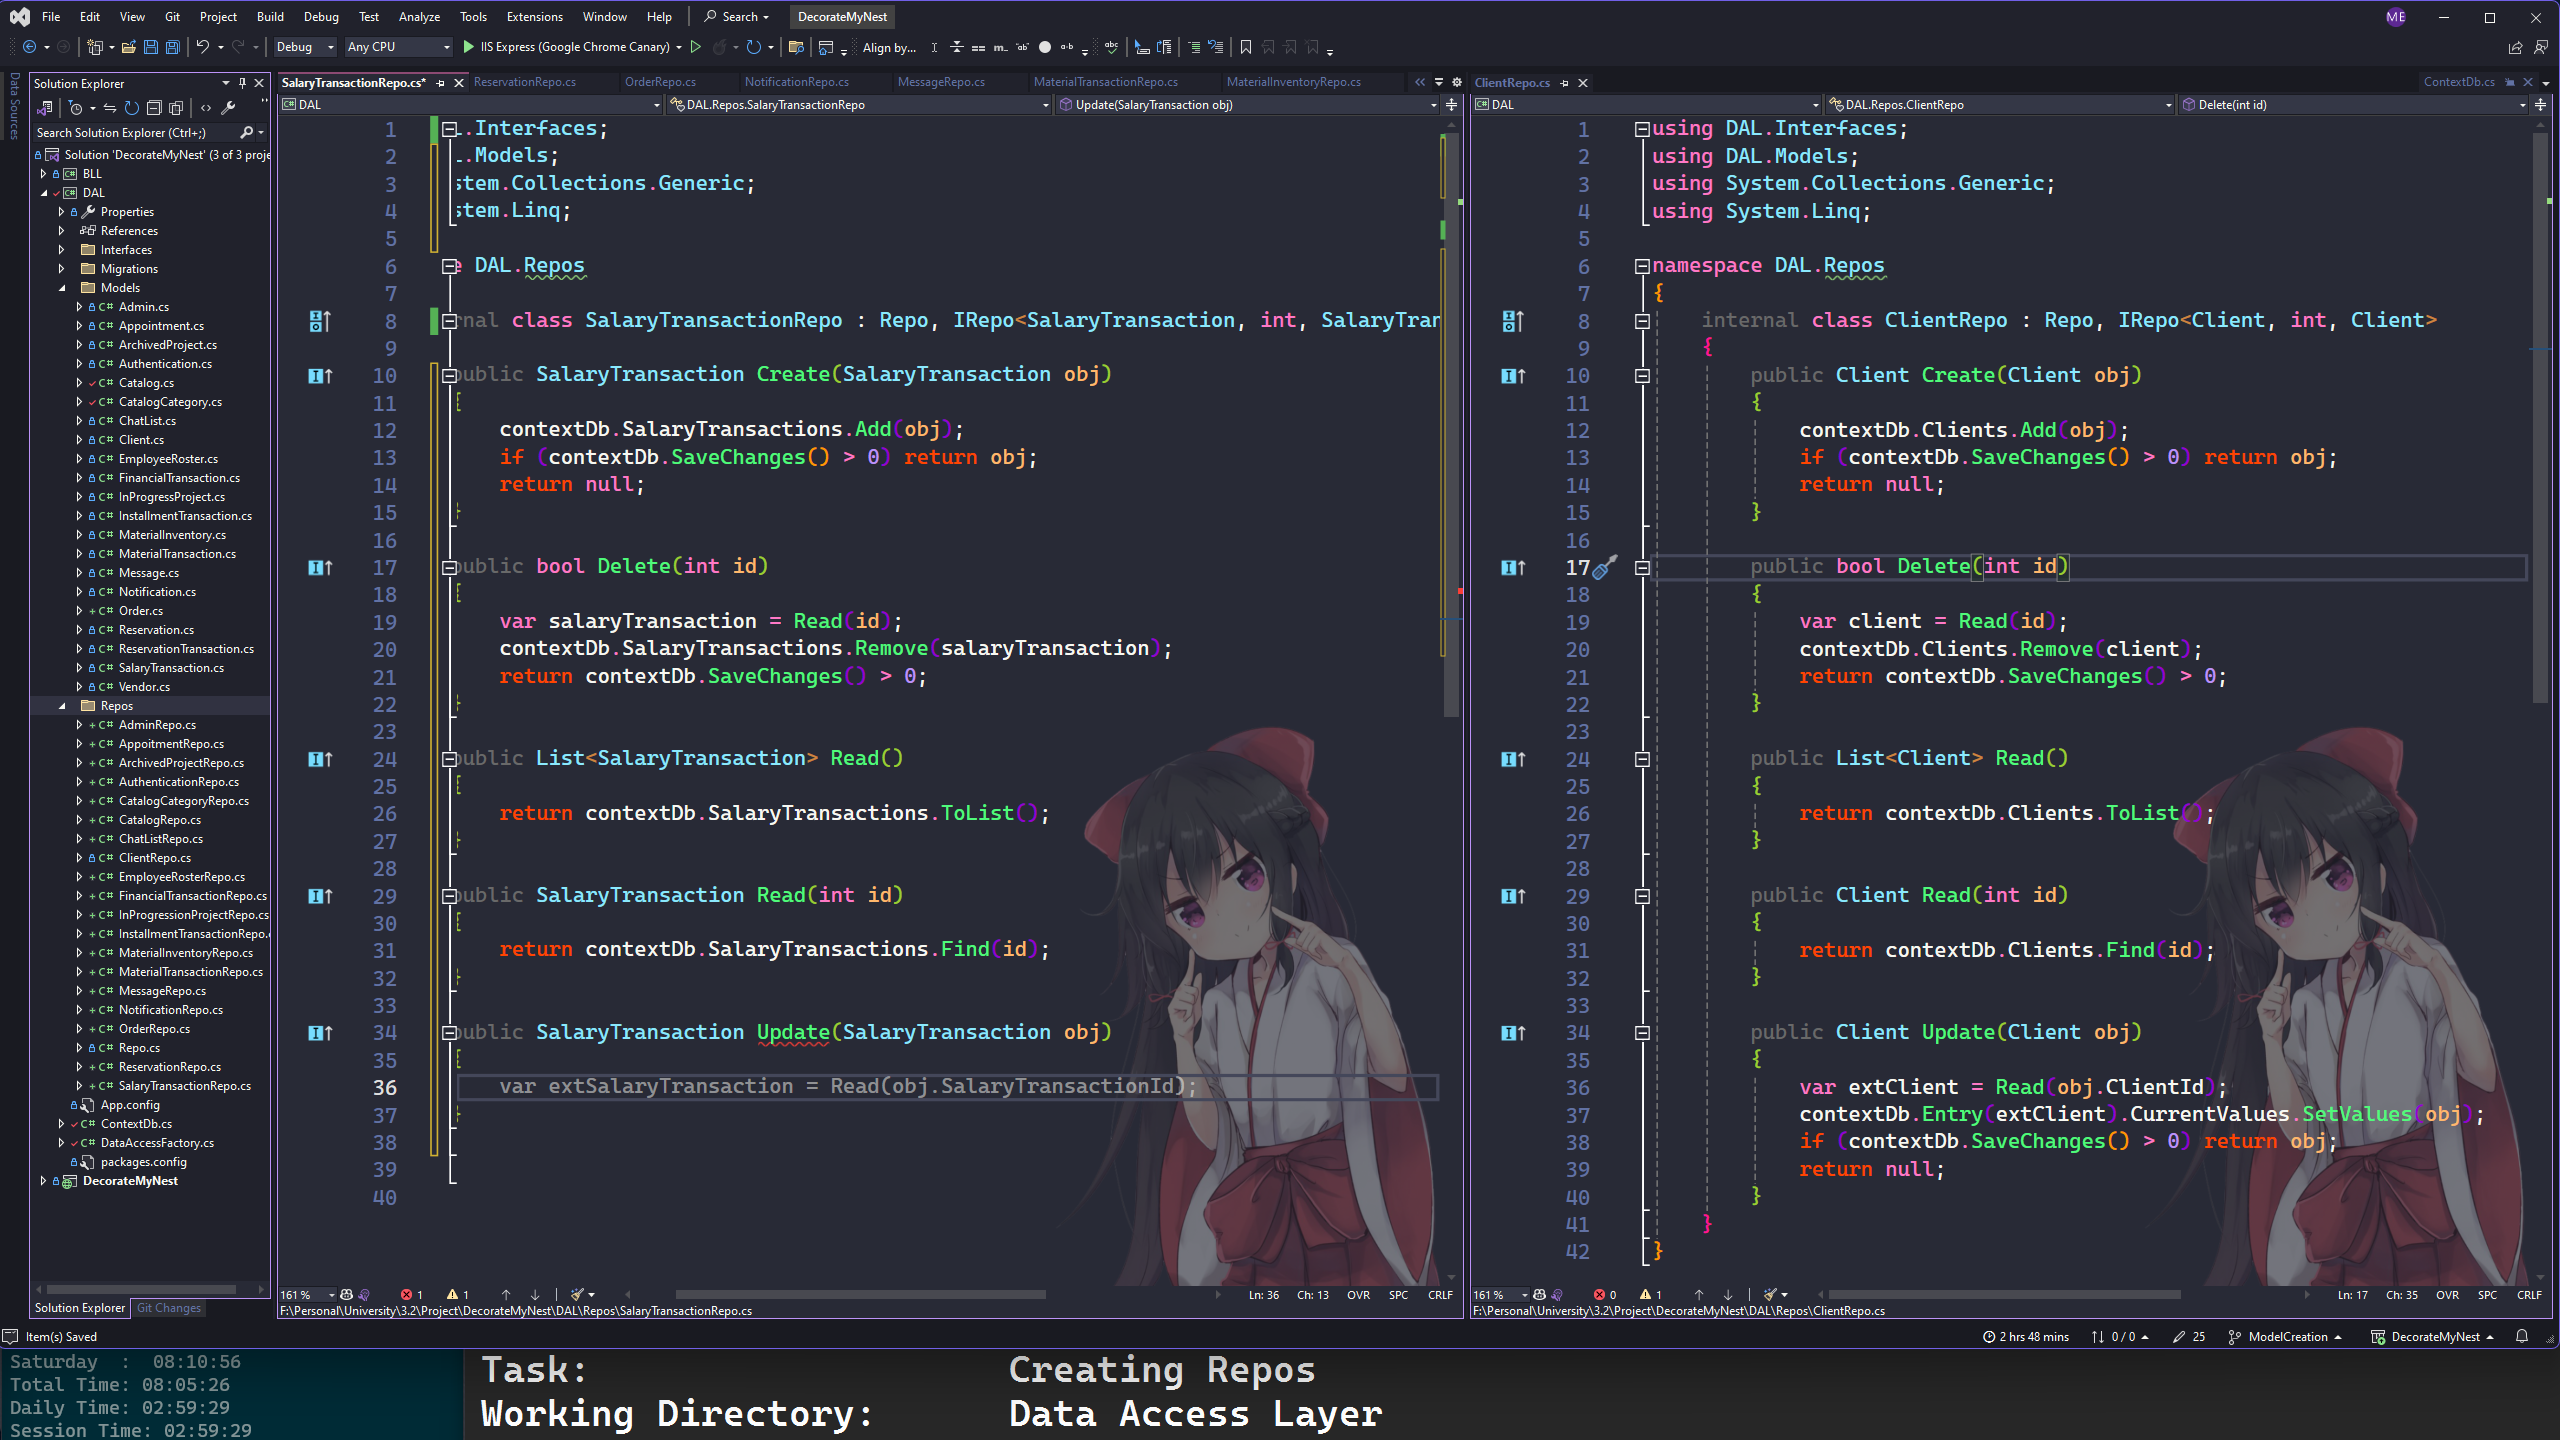 File Edit View Git Project Build Debug Test Analyze Tools Extensions Window Help Search DecorateMyNest ME
Debug Any CPU IIS Express (Google Chrome Canary) Align by...
Data Sources
Solution Explorer
Search Solution Explorer (Ctrl+;)
Solution 'DecorateMyNest' (3 of 3 proje
BLL
DAL
Properties
References
Interfaces
Migrations
Models
C# Admin.cs
C# Appointment.cs
C# ArchivedProject.cs
C# Authentication.cs
C# Catalog.cs
C# CatalogCategory.cs
C# ChatList.cs
C# Client.cs
C# EmployeeRoster.cs
C# FinancialTransaction.cs
C# InProgressProject.cs
C# InstallmentTransaction.cs
C# MaterialInventory.cs
C# MaterialTransaction.cs
C# Message.cs
C# Notification.cs
C# Order.cs
C# Reservation.cs
C# ReservationTransaction.cs
C# SalaryTransaction.cs
C# Vendor.cs
Repos
C# AdminRepo.cs
C# AppoitmentRepo.cs
C# ArchivedProjectRepo.cs
C# AuthenticationRepo.cs
C# CatalogCategoryRepo.cs
C# CatalogRepo.cs
C# ChatListRepo.cs
C# ClientRepo.cs
C# EmployeeRosterRepo.cs
C# FinancialTransactionRepo.cs
C# InProgressionProjectRepo.cs
C# InstallmentTransactionRepo.
C# MaterialInventoryRepo.cs
C# MaterialTransactionRepo.cs
C# MessageRepo.cs
C# NotificationRepo.cs
C# OrderRepo.cs
C# Repo.cs
C# ReservationRepo.cs
C# SalaryTransactionRepo.cs
App.config
C# ContextDb.cs
C# DataAccessFactory.cs
packages.config
DecorateMyNest
Solution Explorer Git Changes
SalaryTransactionRepo.cs* ReservationRepo.cs OrderRepo.cs NotificationRepo.cs MessageRepo.cs MaterialTransactionRepo.cs MaterialInventoryRepo.cs
C# DAL DAL.Repos.SalaryTransactionRepo Update(SalaryTransaction obj)
1 .Interfaces;
2 .Models;
3 stem.Collections.Generic;
4 stem.Linq;
5
6 e DAL.Repos
7
8 rnal class SalaryTransactionRepo : Repo, IRepo<SalaryTransaction, int, SalaryTran
9
10 public SalaryTransaction Create(SalaryTransaction obj)
11 {
12 contextDb.SalaryTransactions.Add(obj);
13 if (contextDb.SaveChanges() > 0) return obj;
14 return null;
15 }
16
17 public bool Delete(int id)
18 {
19 var salaryTransaction = Read(id);
20 contextDb.SalaryTransactions.Remove(salaryTransaction);
21 return contextDb.SaveChanges() > 0;
22 }
23
24 public List<SalaryTransaction> Read()
25 {
26 return contextDb.SalaryTransactions.ToList();
27 }
28
29 public SalaryTransaction Read(int id)
30 {
31 return contextDb.SalaryTransactions.Find(id);
32 }
33
34 public SalaryTransaction Update(SalaryTransaction obj)
35 {
36 var extSalaryTransaction = Read(obj.SalaryTransactionId);
37 }
38
39
40
161 % 1 1 Ln: 36 Ch: 13 OVR SPC CRLF
F:\Personal\University\3.2\Project\DecorateMyNest\DAL\Repos\SalaryTransactionRepo.cs
ClientRepo.cs ContextDb.cs
C# DAL DAL.Repos.ClientRepo Delete(int id)
1 using DAL.Interfaces;
2 using DAL.Models;
3 using System.Collections.Generic;
4 using System.Linq;
5
6 namespace DAL.Repos
7 {
8 internal class ClientRepo : Repo, IRepo<Client, int, Client>
9 {
10 public Client Create(Client obj)
11 {
12 contextDb.Clients.Add(obj);
13 if (contextDb.SaveChanges() > 0) return obj;
14 return null;
15 }
16
17 public bool Delete(int id)
18 {
19 var client = Read(id);
20 contextDb.Clients.Remove(client);
21 return contextDb.SaveChanges() > 0;
22 }
23
24 public List<Client> Read()
25 {
26 return contextDb.Clients.ToList();
27 }
28
29 public Client Read(int id)
30 {
31 return contextDb.Clients.Find(id);
32 }
33
34 public Client Update(Client obj)
35 {
36 var extClient = Read(obj.ClientId);
37 contextDb.Entry(extClient).CurrentValues.SetValues(obj);
38 if (contextDb.SaveChanges() > 0) return obj;
39 return null;
40 }
41 }
42 }
161 % 0 1 Ln: 17 Ch: 35 OVR SPC CRLF
F:\Personal\University\3.2\Project\DecorateMyNest\DAL\Repos\ClientRepo.cs
Item(s) Saved 2 hrs 48 mins 0 / 0 25 ModelCreation DecorateMyNest
Saturday : 08:10:56
Total Time: 08:05:26
Daily Time: 02:59:29
Session Time: 02:59:29
Task: Creating Repos
Working Directory: Data Access Layer